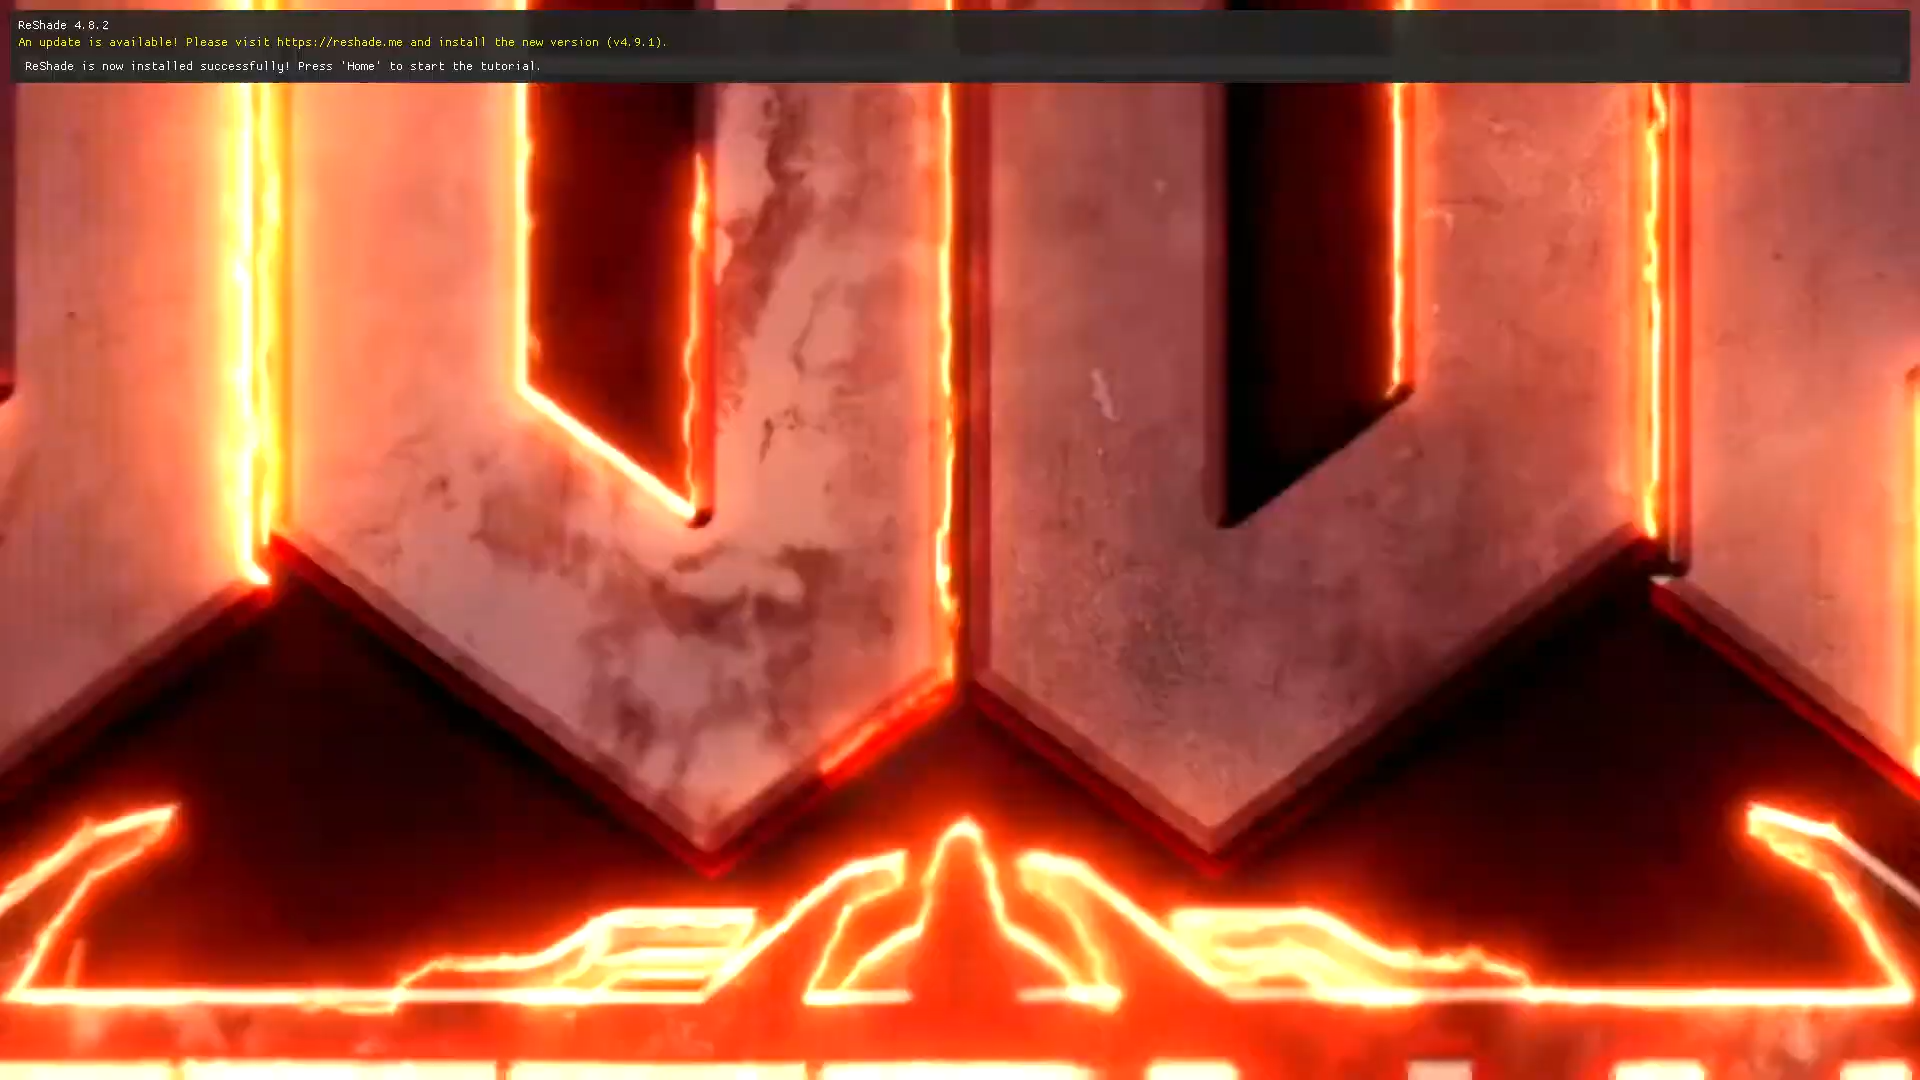 ReShade 4.8.2
An update is available! Please visit https://reshade.me and install the new version (v4.9.1).
ReShade is now installed successfully! Press 'Home' to start the tutorial.